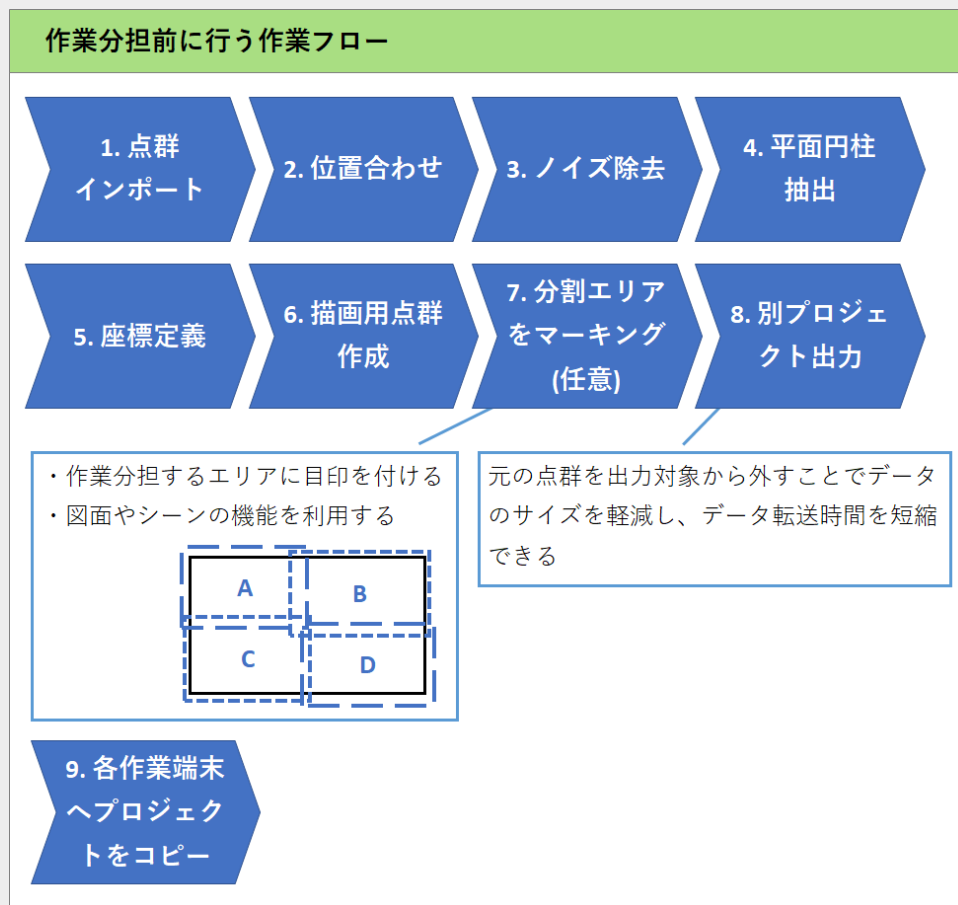 作業分担前に行う作業フロー
1. 点群
インポート
2. 位置合わせ
3. ノイズ除去
4. 平面円柱
抽出
5. 座標定義
6. 描画用点群
作成
7. 分割エリア
をマーキング
(任意)
8. 別プロジェ
クト出力
・作業分担するエリアに目印を付ける
・図面やシーンの機能を利用する
A
B
C
D
元の点群を出力対象から外すことでデータ
のサイズを軽減し、データ転送時間を短縮
できる
9. 各作業端末
へプロジェク
トをコピー